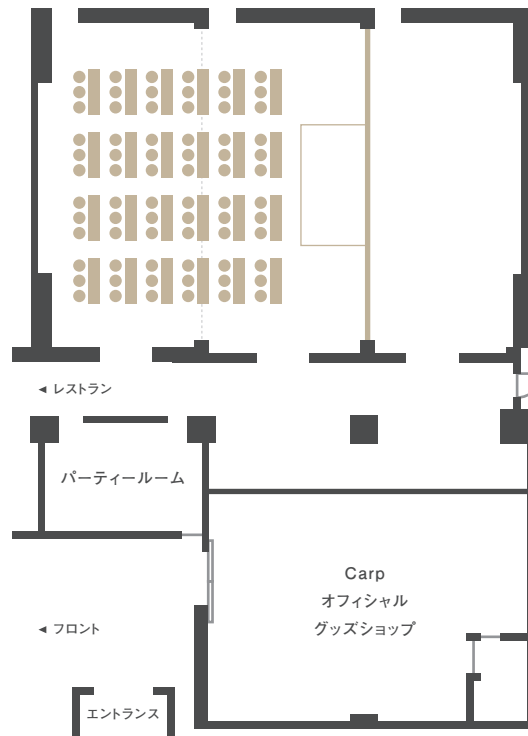 ◀ レストラン
パーティールーム
Carp
オフィシャル
グッズショップ
◀ フロント
エントランス